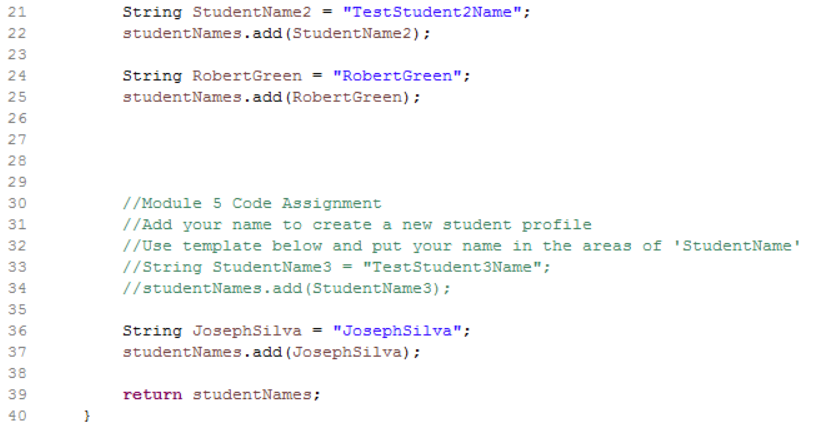 21 String StudentName2 = "TestStudent2Name";
22 studentNames.add(StudentName2);
23
24 String RobertGreen = "RobertGreen";
25 studentNames.add(RobertGreen);
26
27
28
29
30 //Module 5 Code Assignment
31 //Add your name to create a new student profile
32 //Use template below and put your name in the areas of 'StudentName'
33 //String StudentName3 = "TestStudent3Name";
34 //studentNames.add(StudentName3);
35
36 String JosephSilva = "JosephSilva";
37 studentNames.add(JosephSilva);
38
39 return studentNames;
40 }